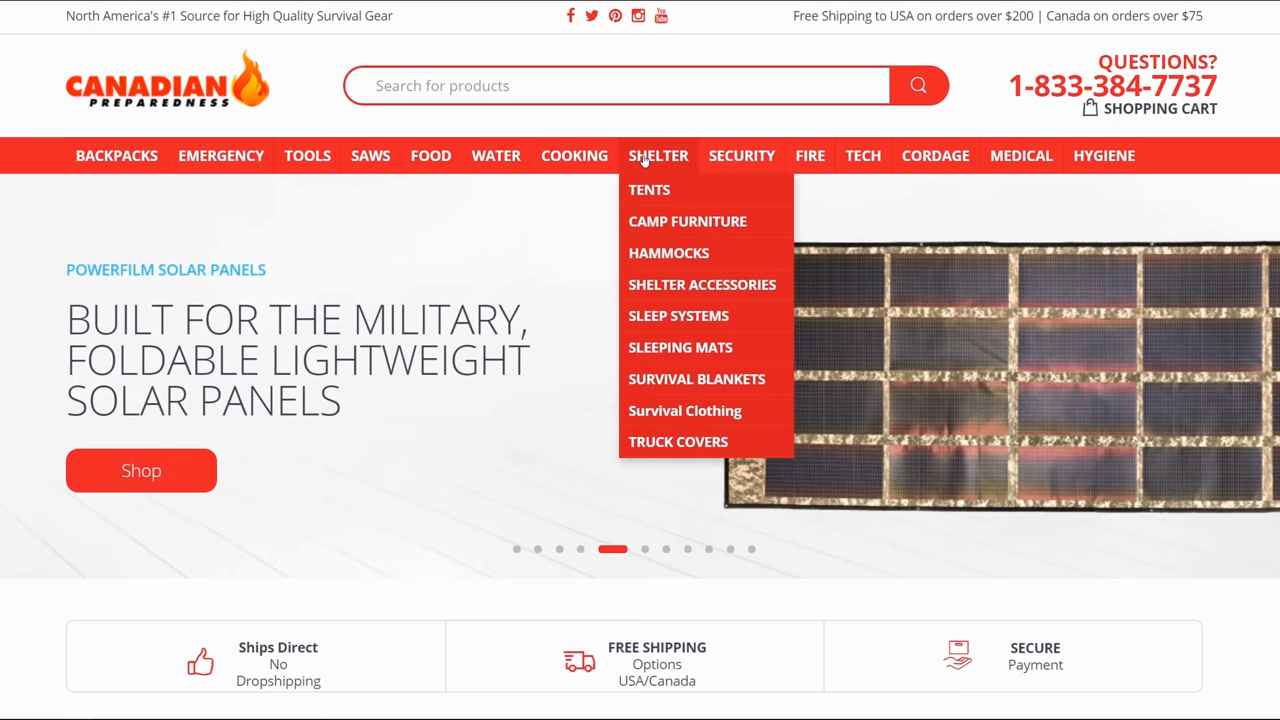 North America's #1 Source for High Quality Survival Gear
You Tube
Free Shipping to USA on orders over $200 | Canada on orders over $75
CANADIAN
PREPAREDNESS
Search for products
QUESTIONS?
1-833-384-7737
SHOPPING CART
BACKPACKS EMERGENCY TOOLS SAWS FOOD WATER COOKING SHELTER SECURITY FIRE TECH CORDAGE MEDICAL HYGIENE
TENTS
CAMP FURNITURE
HAMMOCKS
SHELTER ACCESSORIES
SLEEP SYSTEMS
SLEEPING MATS
SURVIVAL BLANKETS
Survival Clothing
TRUCK COVERS
POWERFILM SOLAR PANELS
BUILT FOR THE MILITARY,
FOLDABLE LIGHTWEIGHT
SOLAR PANELS
Shop
Ships Direct
No
Dropshipping
FREE SHIPPING
Options
USA/Canada
SECURE
Payment